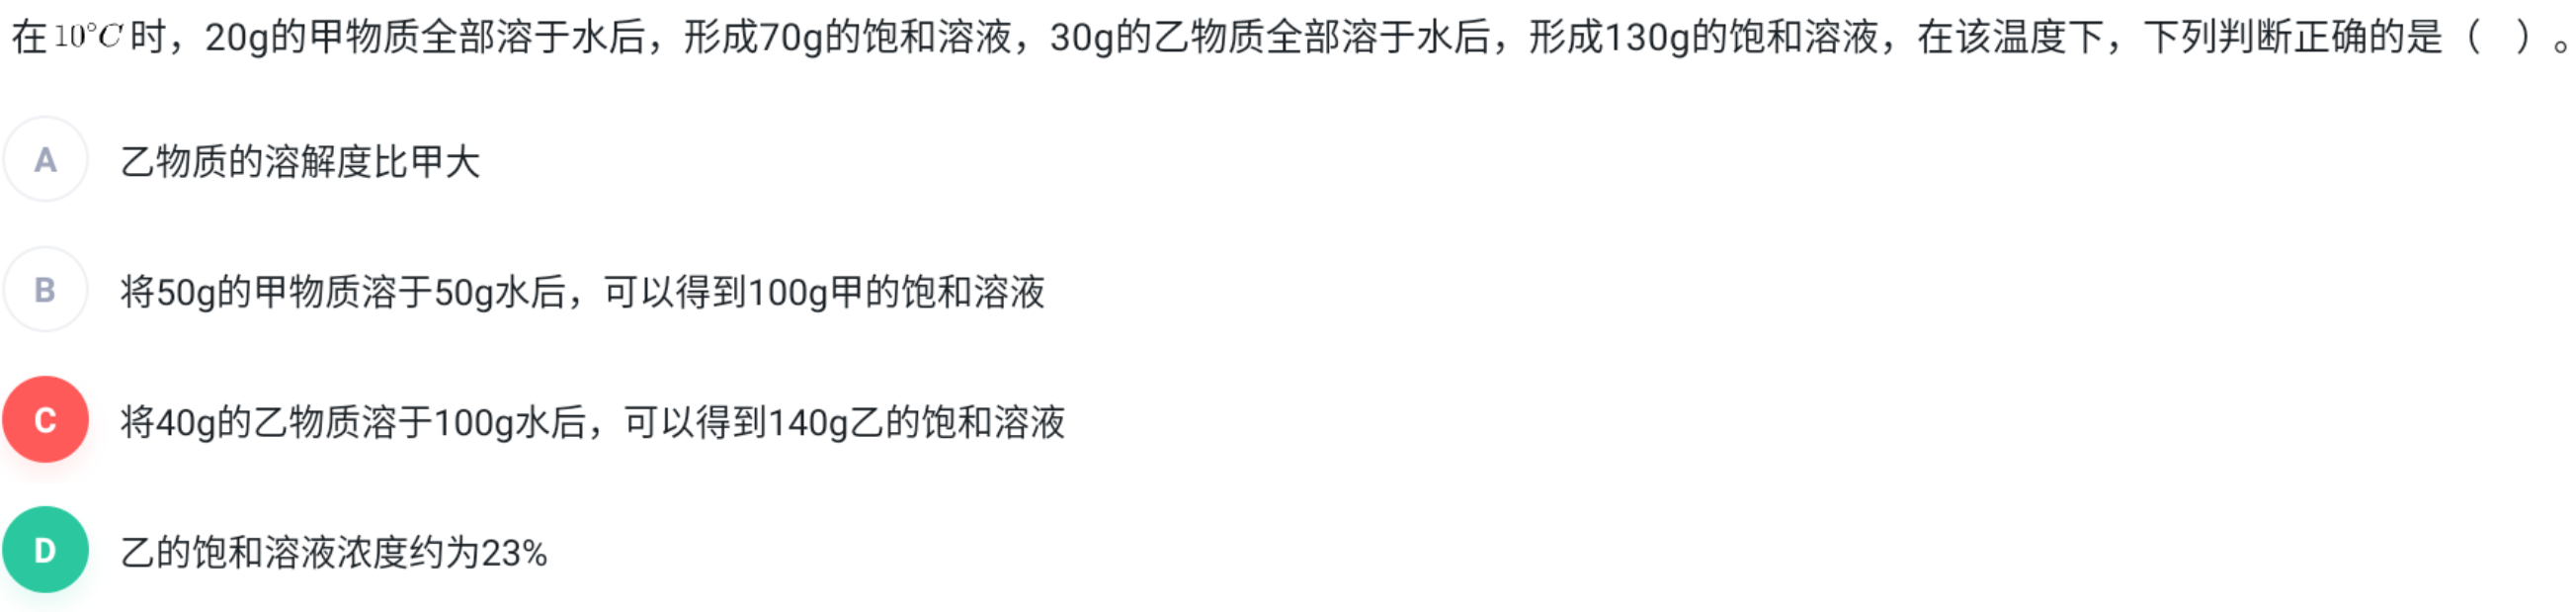 在10°C时，20g的甲物质全部溶于水后，形成70g的饱和溶液，30g的乙物质全部溶于水后，形成130g的饱和溶液，在该温度下，下列判断正确的是（ ）。
A 乙物质的溶解度比甲大
B 将50g的甲物质溶于50g水后，可以得到100g甲的饱和溶液
C 将40g的乙物质溶于100g水后，可以得到140g乙的饱和溶液
D 乙的饱和溶液浓度约为23%